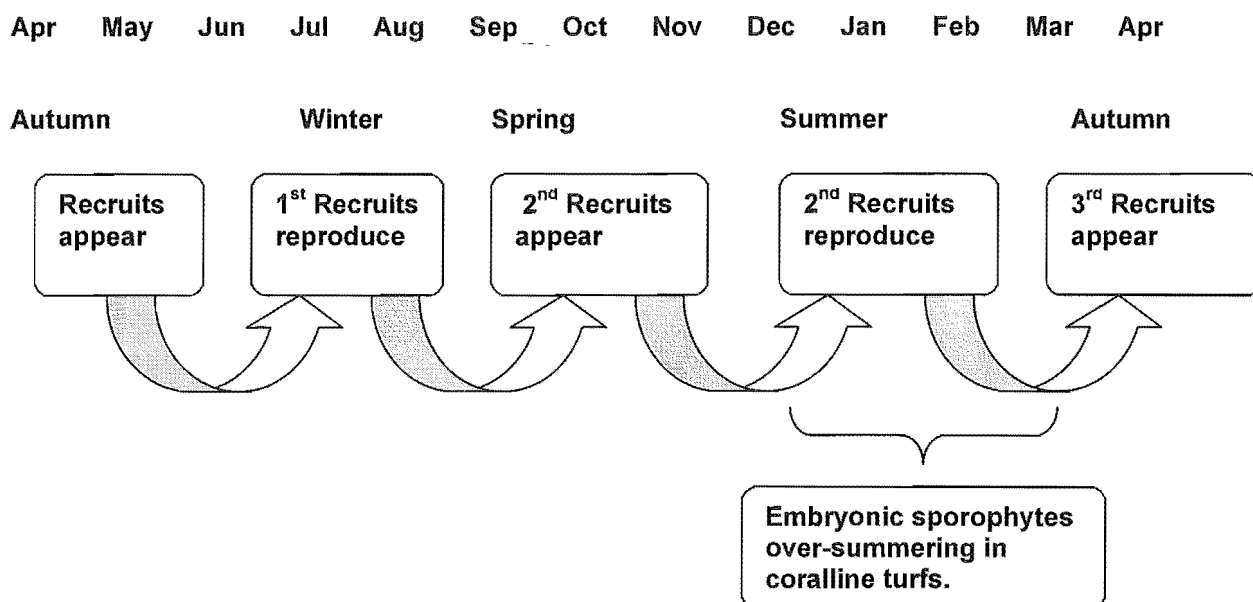 Apr May Jun Jul Aug Sep Oct Nov Dec Jan Feb Mar Apr
Autumn Winter Spring Summer Autumn
Recruits
appear
1st Recruits
reproduce
2nd Recruits
appear
2nd Recruits
reproduce
3rd Recruits
appear
Embryonic sporophytes
over-summering in
coralline turfs.